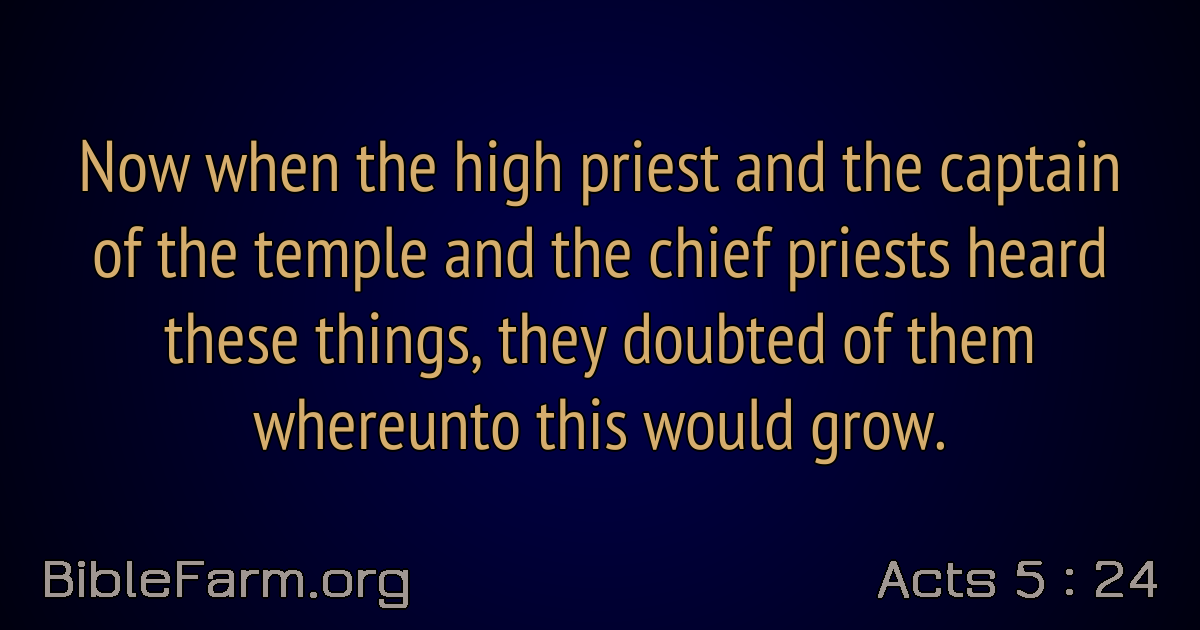 Now when the high priest and the captain
of the temple and the chief priests heard
these things, they doubted of them
whereunto this would grow.
BibleFarm.org
Acts 5 : 24